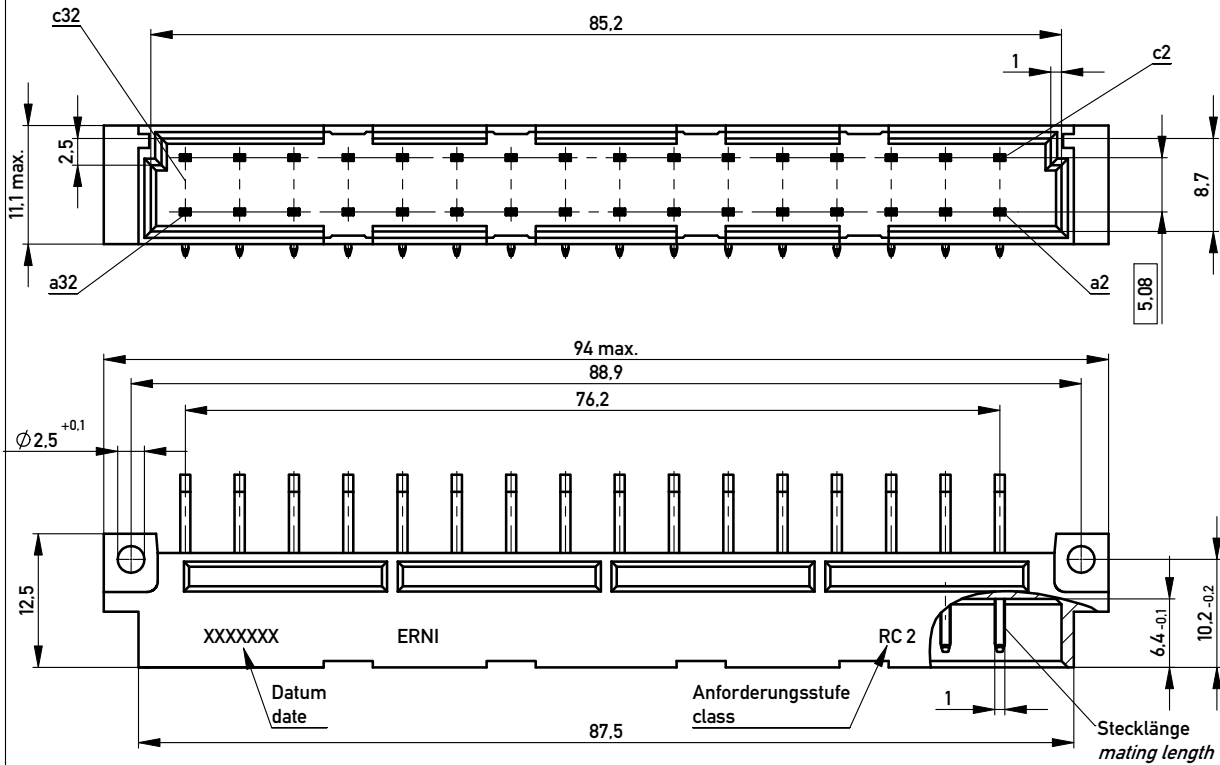 c32
85,2
1
c2
2,5
11,1 max.
8,7
a32
a2
5,08
94 max.
88,9
76,2
∅2,5 +0,1
12,5
XXXXXXX
ERNI
RC 2
6,4 -0,1
10,2 -0,2
Datum
date
Anforderungsstufe
class
1
87,5
Stecklänge
mating length